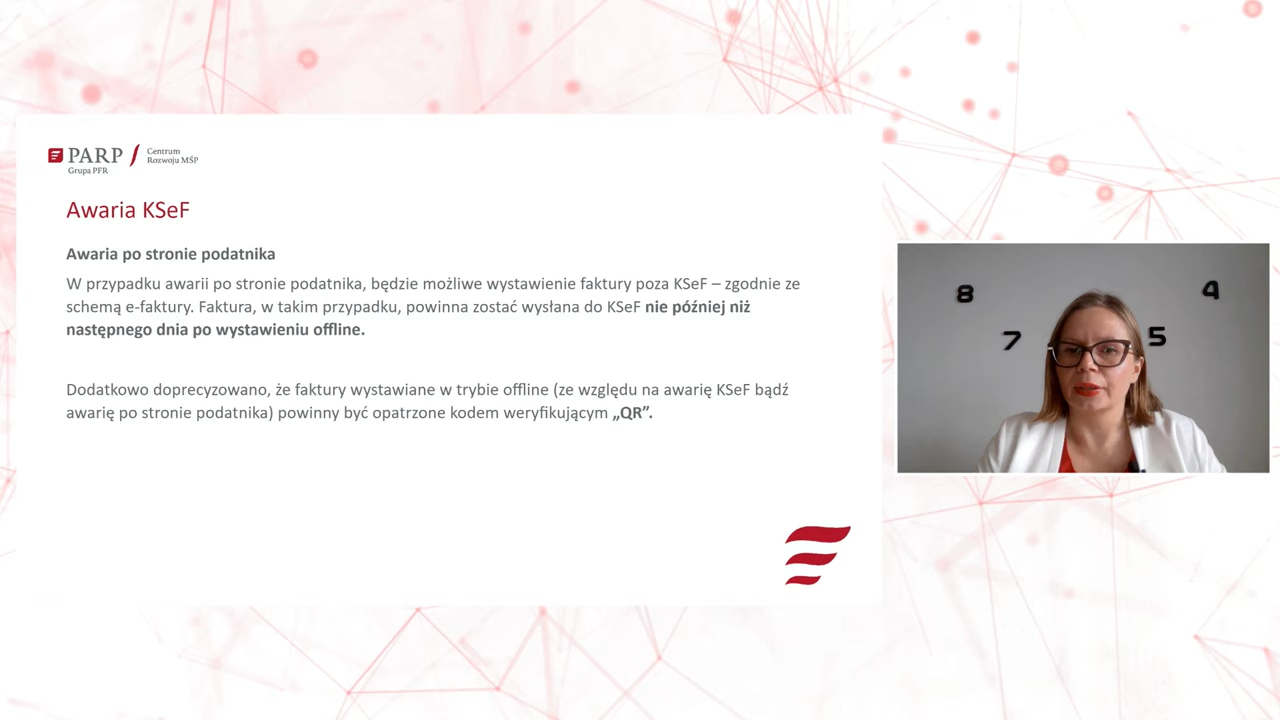 PARP
Grupa PFR
Centrum
Rozwoju MŚP
Awaria KSeF
Awaria po stronie podatnika
W przypadku awarii po stronie podatnika, będzie możliwe wystawienie faktury poza KSeF – zgodnie ze
schemą e-faktury. Faktura, w takim przypadku, powinna zostać wysłana do KSeF nie później niż
następnego dnia po wystawieniu offline.
Dodatkowo doprecyzowano, że faktury wystawiane w trybie offline (ze względu na awarię KSeF bądź
awarię po stronie podatnika) powinny być opatrzone kodem weryfikującym „QR”.
8
4
7
5